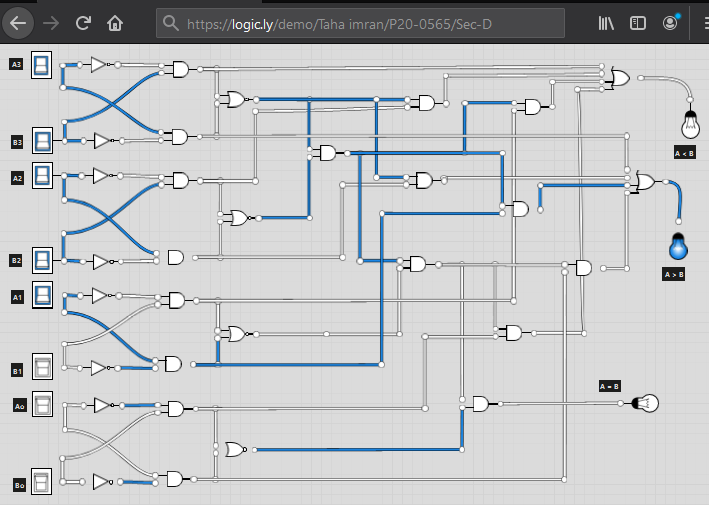 https://logic.ly/demo/Taha imran/P20-0565/Sec-D
A3
B3
A < B
A2
B2
A > B
A1
B1
A = B
Ao
Bo